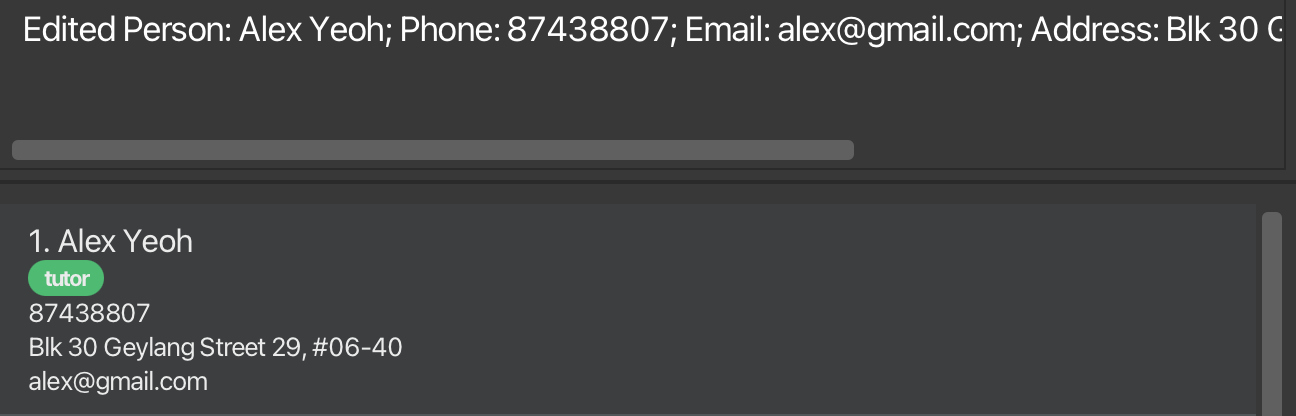 Edited Person: Alex Yeoh; Phone: 87438807; Email: alex@gmail.com; Address: Blk 30
1. Alex Yeoh
tutor
87438807
Blk 30 Geylang Street 29, #06-40
alex@gmail.com